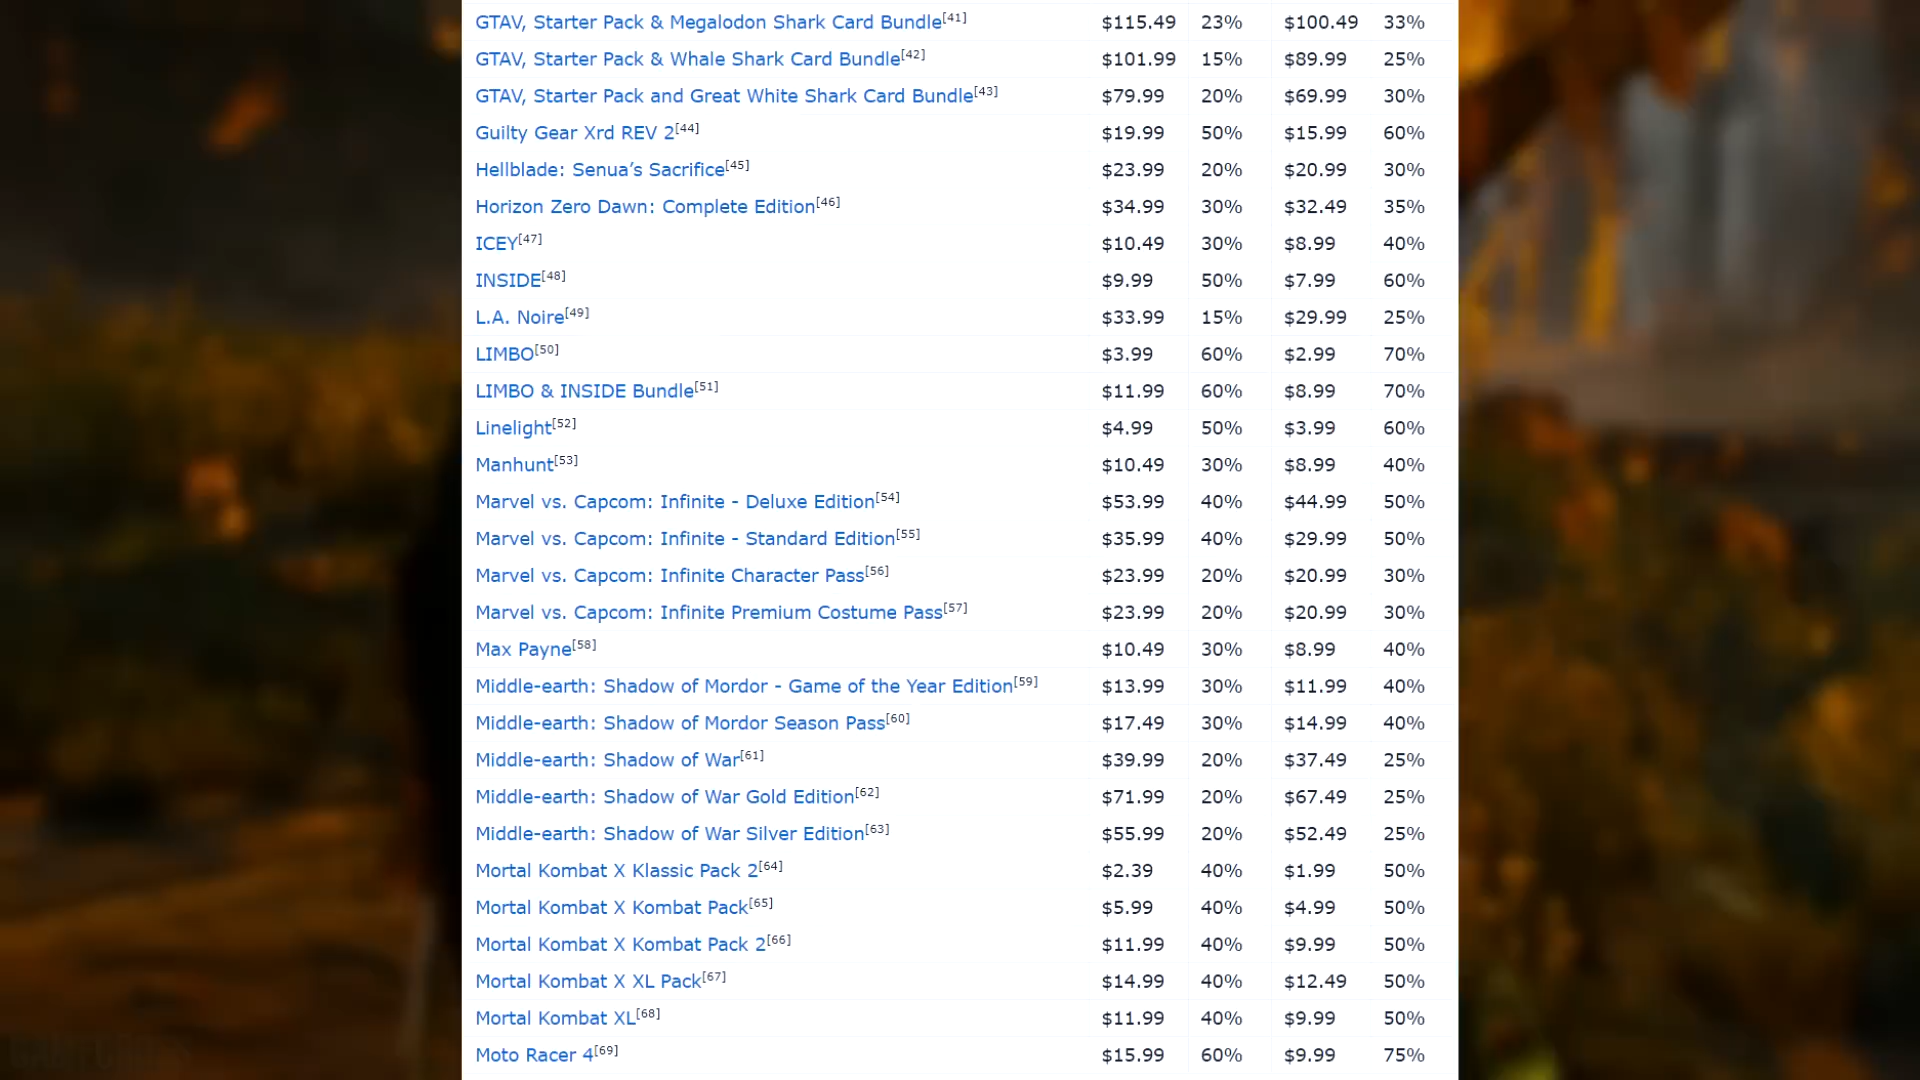 GTAV, Starter Pack & Megalodon Shark Card Bundle[41] $115.49 23% $100.49 33%
GTAV, Starter Pack & Whale Shark Card Bundle[42] $101.99 15% $89.99 25%
GTAV, Starter Pack and Great White Shark Card Bundle[43] $79.99 20% $69.99 30%
Guilty Gear Xrd REV 2[44] $19.99 50% $15.99 60%
Hellblade: Senua’s Sacrifice[45] $23.99 20% $20.99 30%
Horizon Zero Dawn: Complete Edition[46] $34.99 30% $32.49 35%
ICEY[47] $10.49 30% $8.99 40%
INSIDE[48] $9.99 50% $7.99 60%
L.A. Noire[49] $33.99 15% $29.99 25%
LIMBO[50] $3.99 60% $2.99 70%
LIMBO & INSIDE Bundle[51] $11.99 60% $8.99 70%
Linelight[52] $4.99 50% $3.99 60%
Manhunt[53] $10.49 30% $8.99 40%
Marvel vs. Capcom: Infinite - Deluxe Edition[54] $53.99 40% $44.99 50%
Marvel vs. Capcom: Infinite - Standard Edition[55] $35.99 40% $29.99 50%
Marvel vs. Capcom: Infinite Character Pass[56] $23.99 20% $20.99 30%
Marvel vs. Capcom: Infinite Premium Costume Pass[57] $23.99 20% $20.99 30%
Max Payne[58] $10.49 30% $8.99 40%
Middle-earth: Shadow of Mordor - Game of the Year Edition[59] $13.99 30% $11.99 40%
Middle-earth: Shadow of Mordor Season Pass[60] $17.49 30% $14.99 40%
Middle-earth: Shadow of War[61] $39.99 20% $37.49 25%
Middle-earth: Shadow of War Gold Edition[62] $71.99 20% $67.49 25%
Middle-earth: Shadow of War Silver Edition[63] $55.99 20% $52.49 25%
Mortal Kombat X Klassic Pack 2[64] $2.39 40% $1.99 50%
Mortal Kombat X Kombat Pack[65] $5.99 40% $4.99 50%
Mortal Kombat X Kombat Pack 2[66] $11.99 40% $9.99 50%
Mortal Kombat X XL Pack[67] $14.99 40% $12.49 50%
Mortal Kombat XL[68] $11.99 40% $9.99 50%
Moto Racer 4[69] $15.99 60% $9.99 75%